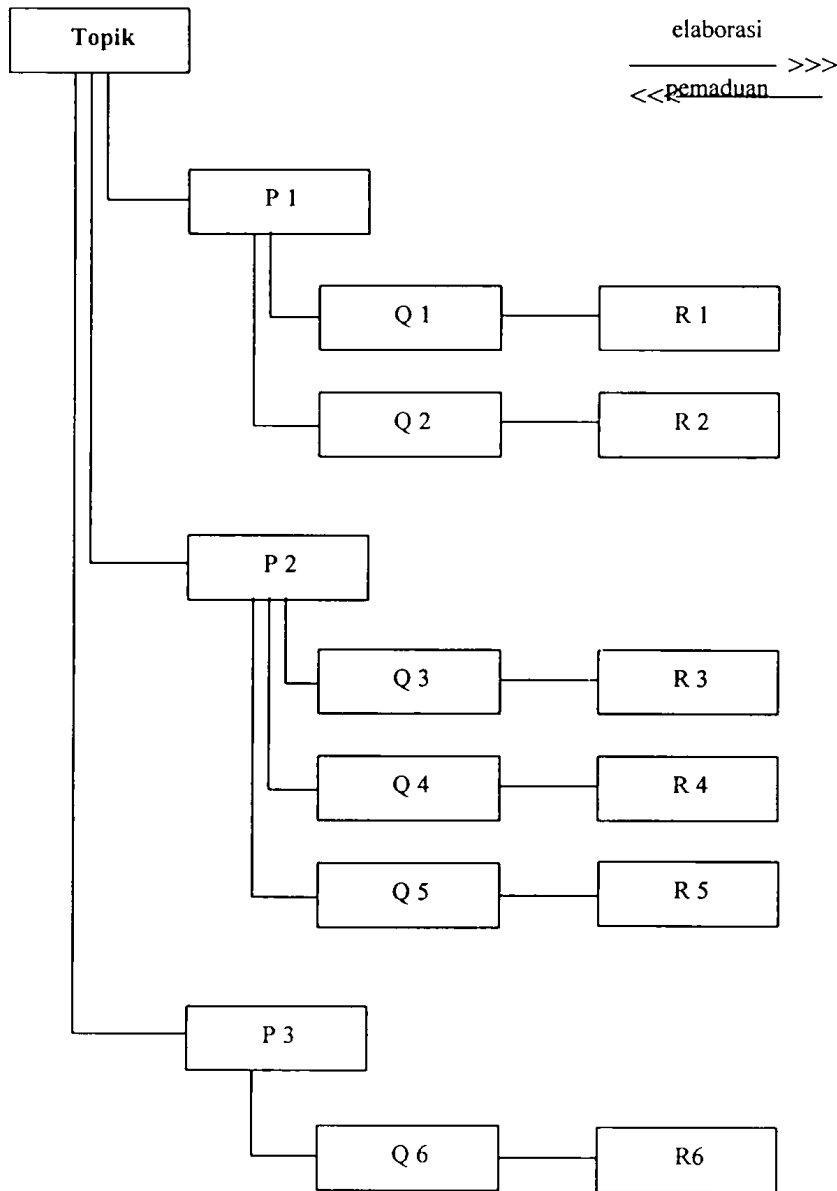 Topik
elaborasi
>>>
<<<pemaduan
P 1
Q 1
R 1
Q 2
R 2
P 2
Q 3
R 3
Q 4
R 4
Q 5
R 5
P 3
Q 6
R6